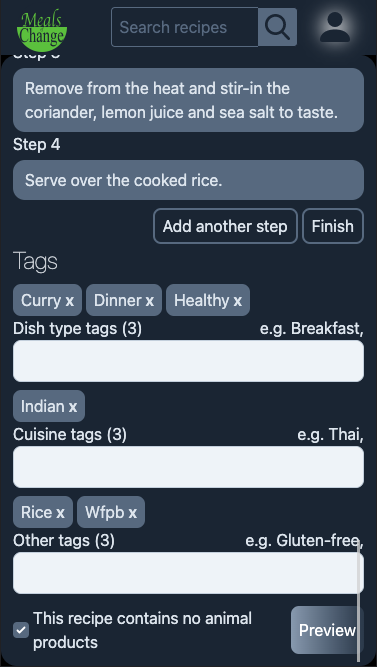 Meals
Change
Search recipes
Step 3
Remove from the heat and stir-in the
coriander, lemon juice and sea salt to taste.
Step 4
Serve over the cooked rice.
Add another step
Finish
Tags
Curry x
Dinner x
Healthy x
Dish type tags (3)
e.g. Breakfast,
Indian x
Cuisine tags (3)
e.g. Thai,
Rice x
Wfpb x
Other tags (3)
e.g. Gluten-free,
This recipe contains no animal
products
Preview